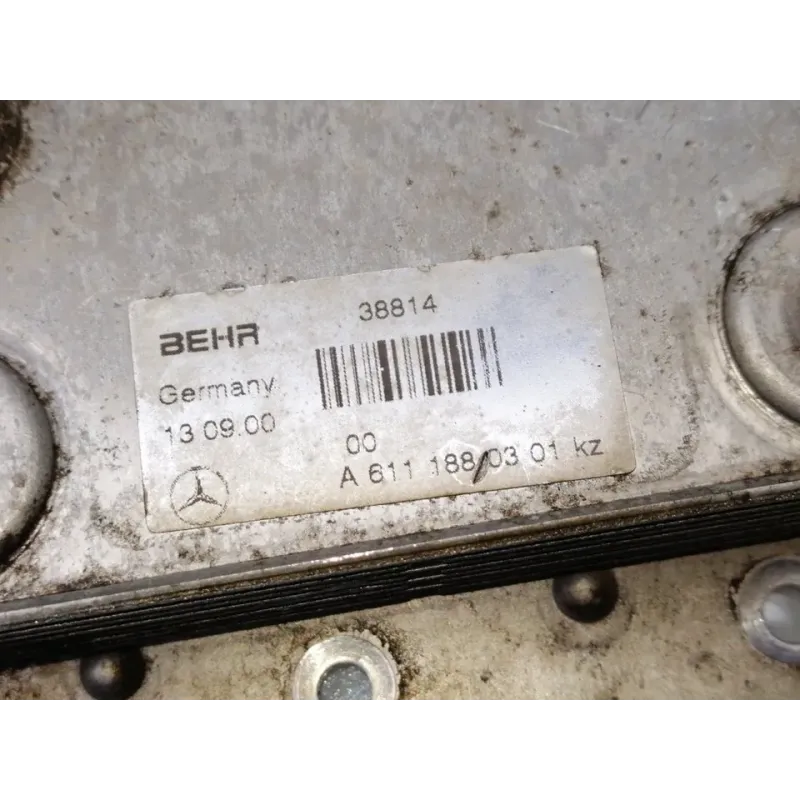 38814
BEHR
Germany
13 09.00
00
A 611 188 03 01 kz